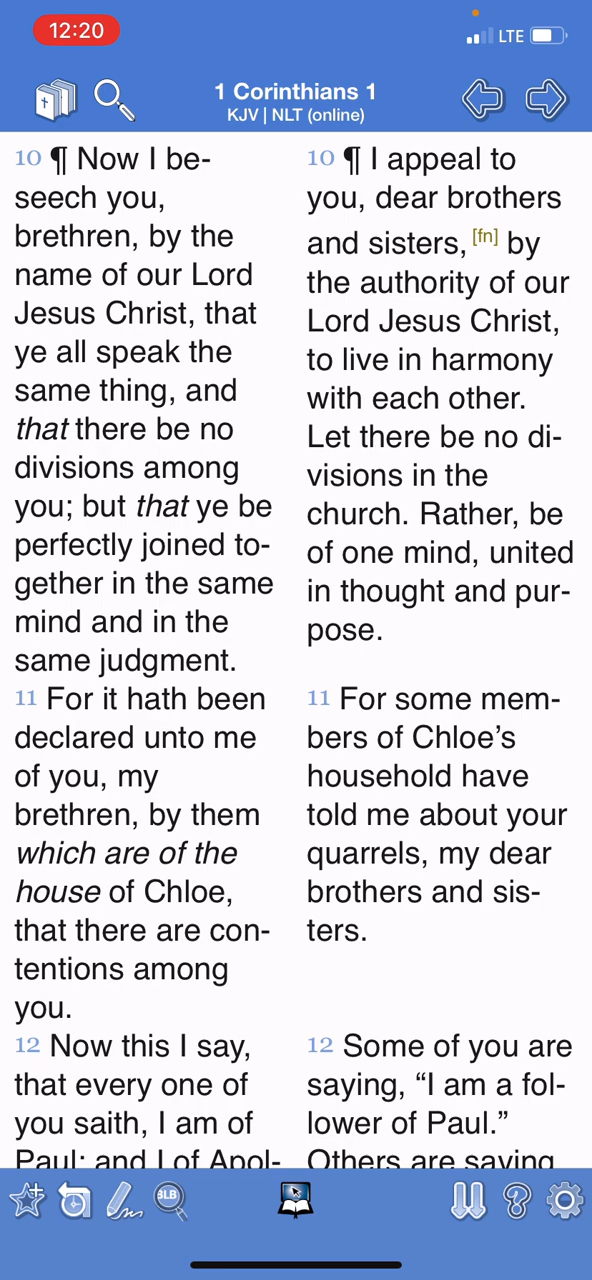 12:20
LTE
1 Corinthians 1
KJV | NLT (online)
10 ¶ Now I be-
seech you,
brethren, by the
name of our Lord
Jesus Christ, that
ye all speak the
same thing, and
that there be no
divisions among
you; but that ye be
perfectly joined to-
gether in the same
mind and in the
same judgment.
11 For it hath been
declared unto me
of you, my
brethren, by them
which are of the
house of Chloe,
that there are con-
tentions among
you.
12 Now this I say,
that every one of
you saith, I am of
Paul; and I of Apol-
10 ¶ I appeal to
you, dear brothers
and sisters, [fn] by
the authority of our
Lord Jesus Christ,
to live in harmony
with each other.
Let there be no di-
visions in the
church. Rather, be
of one mind, united
in thought and pur-
pose.
11 For some mem-
bers of Chloe’s
household have
told me about your
quarrels, my dear
brothers and sis-
ters.
12 Some of you are
saying, “I am a fol-
lower of Paul.”
Others are saying
BLB